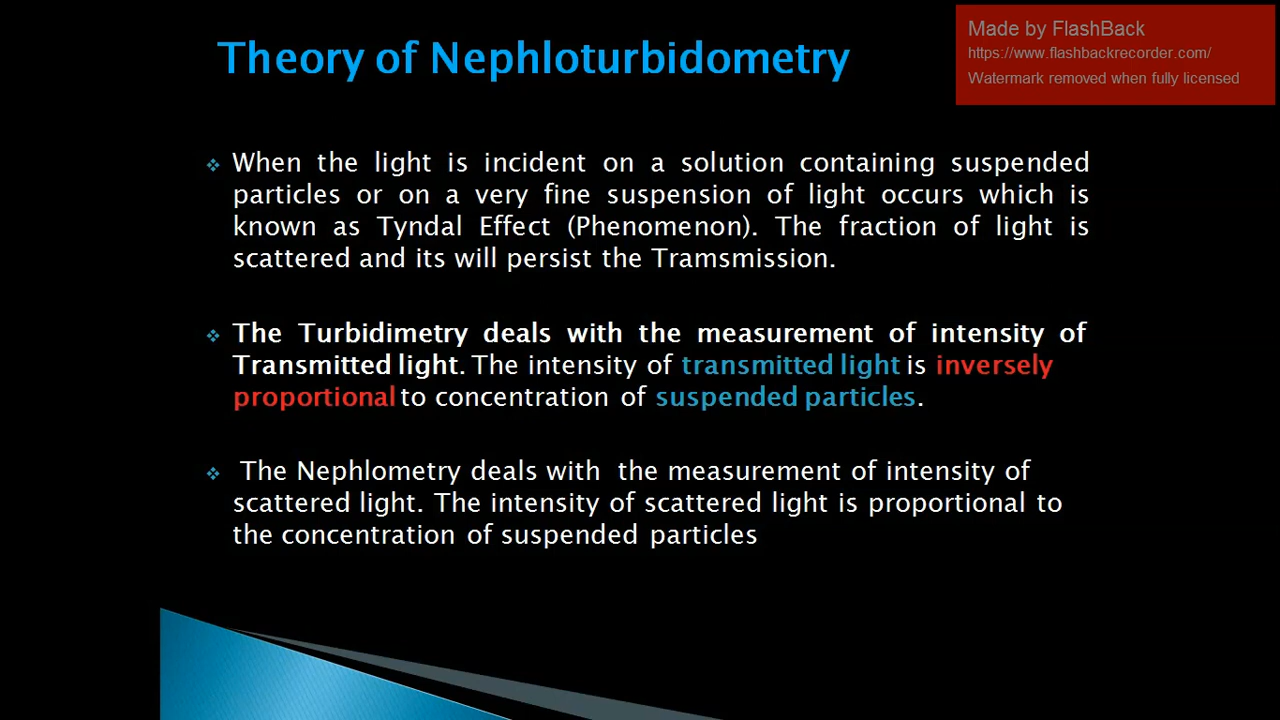 Theory of Nephloturbidometry
Made by FlashBack
https://www.flashbackrecorder.com/
Watermark removed when fully licensed
When the light is incident on a solution containing suspended
particles or on a very fine suspension of light occurs which is
known as Tyndal Effect (Phenomenon). The fraction of light is
scattered and its will persist the Tramsmission.
The Turbidimetry deals with the measurement of intensity of
Transmitted light. The intensity of transmitted light is inversely
proportional to concentration of suspended particles.
The Nephlometry deals with the measurement of intensity of
scattered light. The intensity of scattered light is proportional to
the concentration of suspended particles